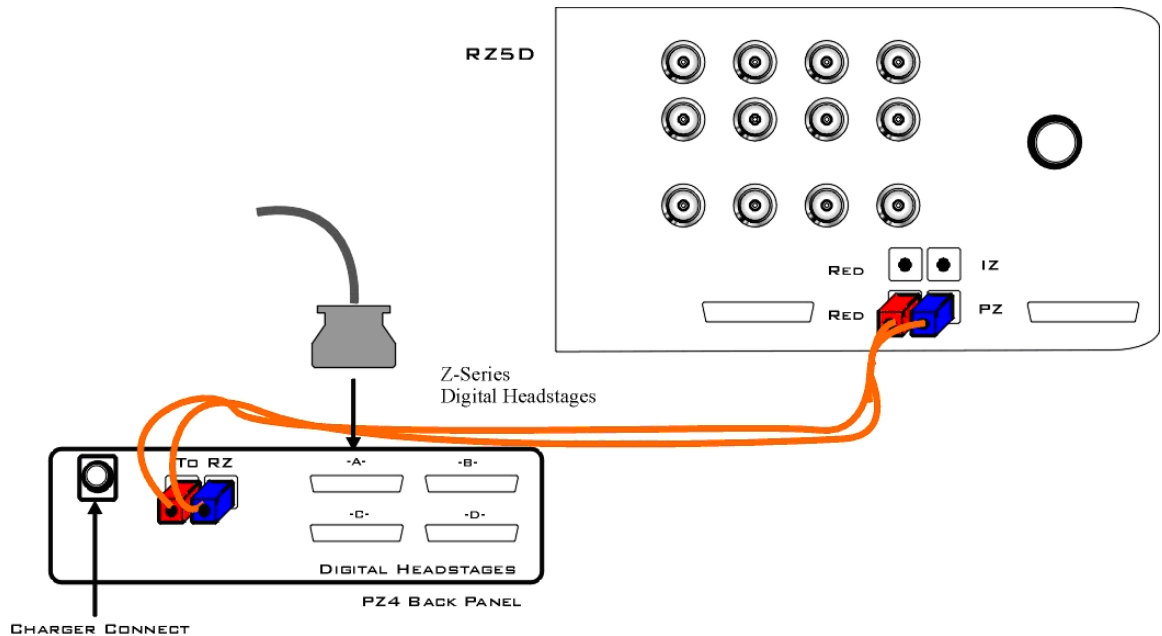 RZ5D
RED IZ
RED PZ
Z-Series
Digital Headstages
TO RZ -A- -B-
-C- -D-
DIGITAL HEADSTAGES
PZ4 BACK PANEL
CHARGER CONNECT